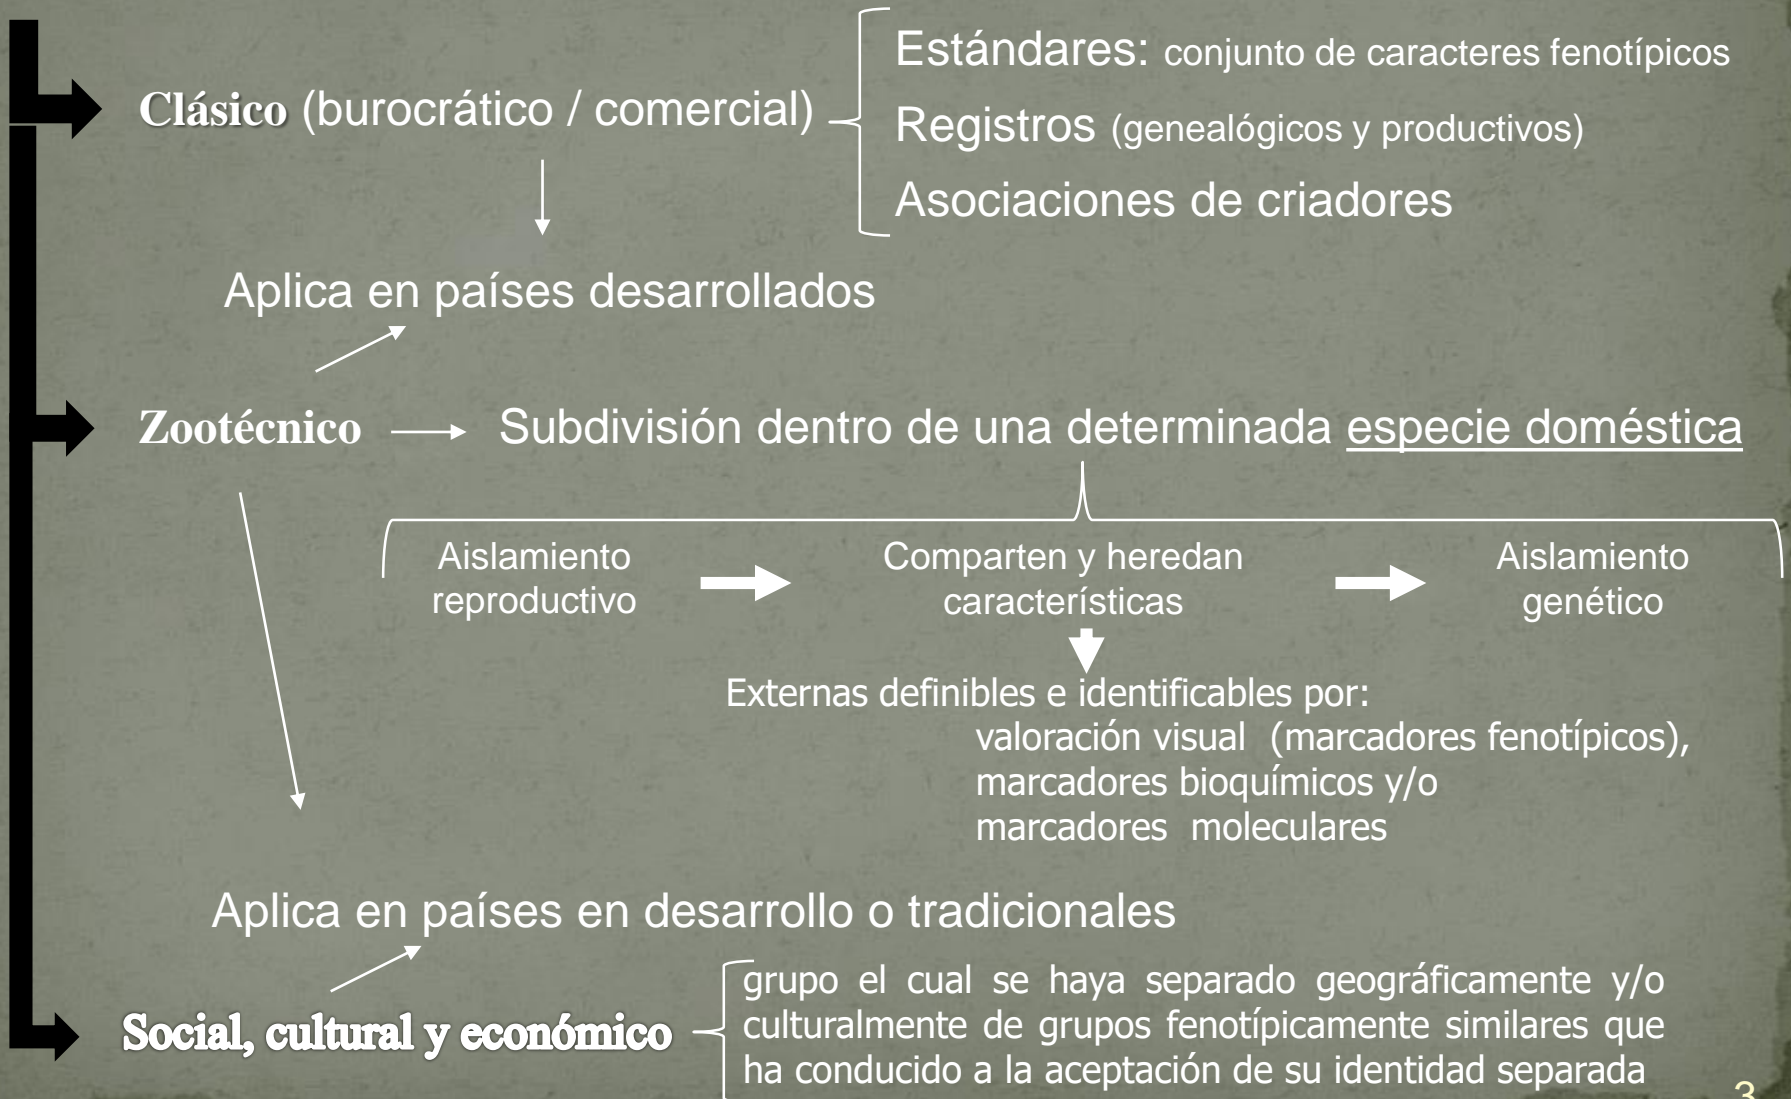 Estándares: conjunto de caracteres fenotípicos
Clásico (burocrático / comercial)
Registros (genealógicos y productivos)
Asociaciones de criadores
Aplica en países desarrollados
Zootécnico
Subdivisión dentro de una determinada especie doméstica
Aislamiento
reproductivo
Comparten y heredan
características
Aislamiento
genético
Externas definibles e identificables por:
valoración visual (marcadores fenotípicos),
marcadores bioquímicos y/o
marcadores moleculares
Aplica en países en desarrollo o tradicionales
Social, cultural y económico
grupo el cual se haya separado geográficamente y/o
culturalmente de grupos fenotípicamente similares que
ha conducido a la aceptación de su identidad separada
3